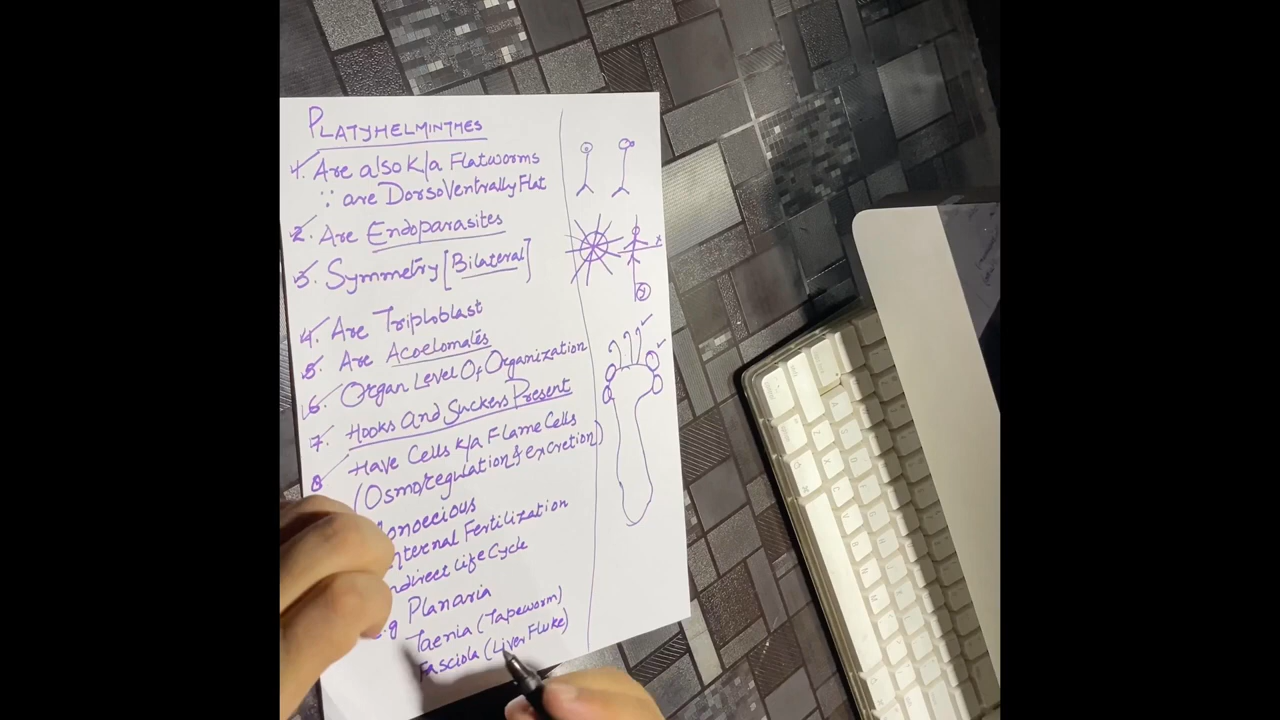 PLATYHELMINTHES
1. Are also K/a Flatworms
∵ are DorsoVentrally Flat
2. Are Endoparasites
3. Symmetry [Bilateral]
4. Are Triploblast
5. Are Acoelomates
6. Organ Level Of Organization
7. Hooks And Suckers Present
8 Have Cells K/a Flame Cells
(Osmoregulation & excretion)
onoecious
nternal Fertilization
ndirect Life Cycle
e.g Planaria
Taenia (Tapeworm)
Fasciola (Liver Fluke)
x
y